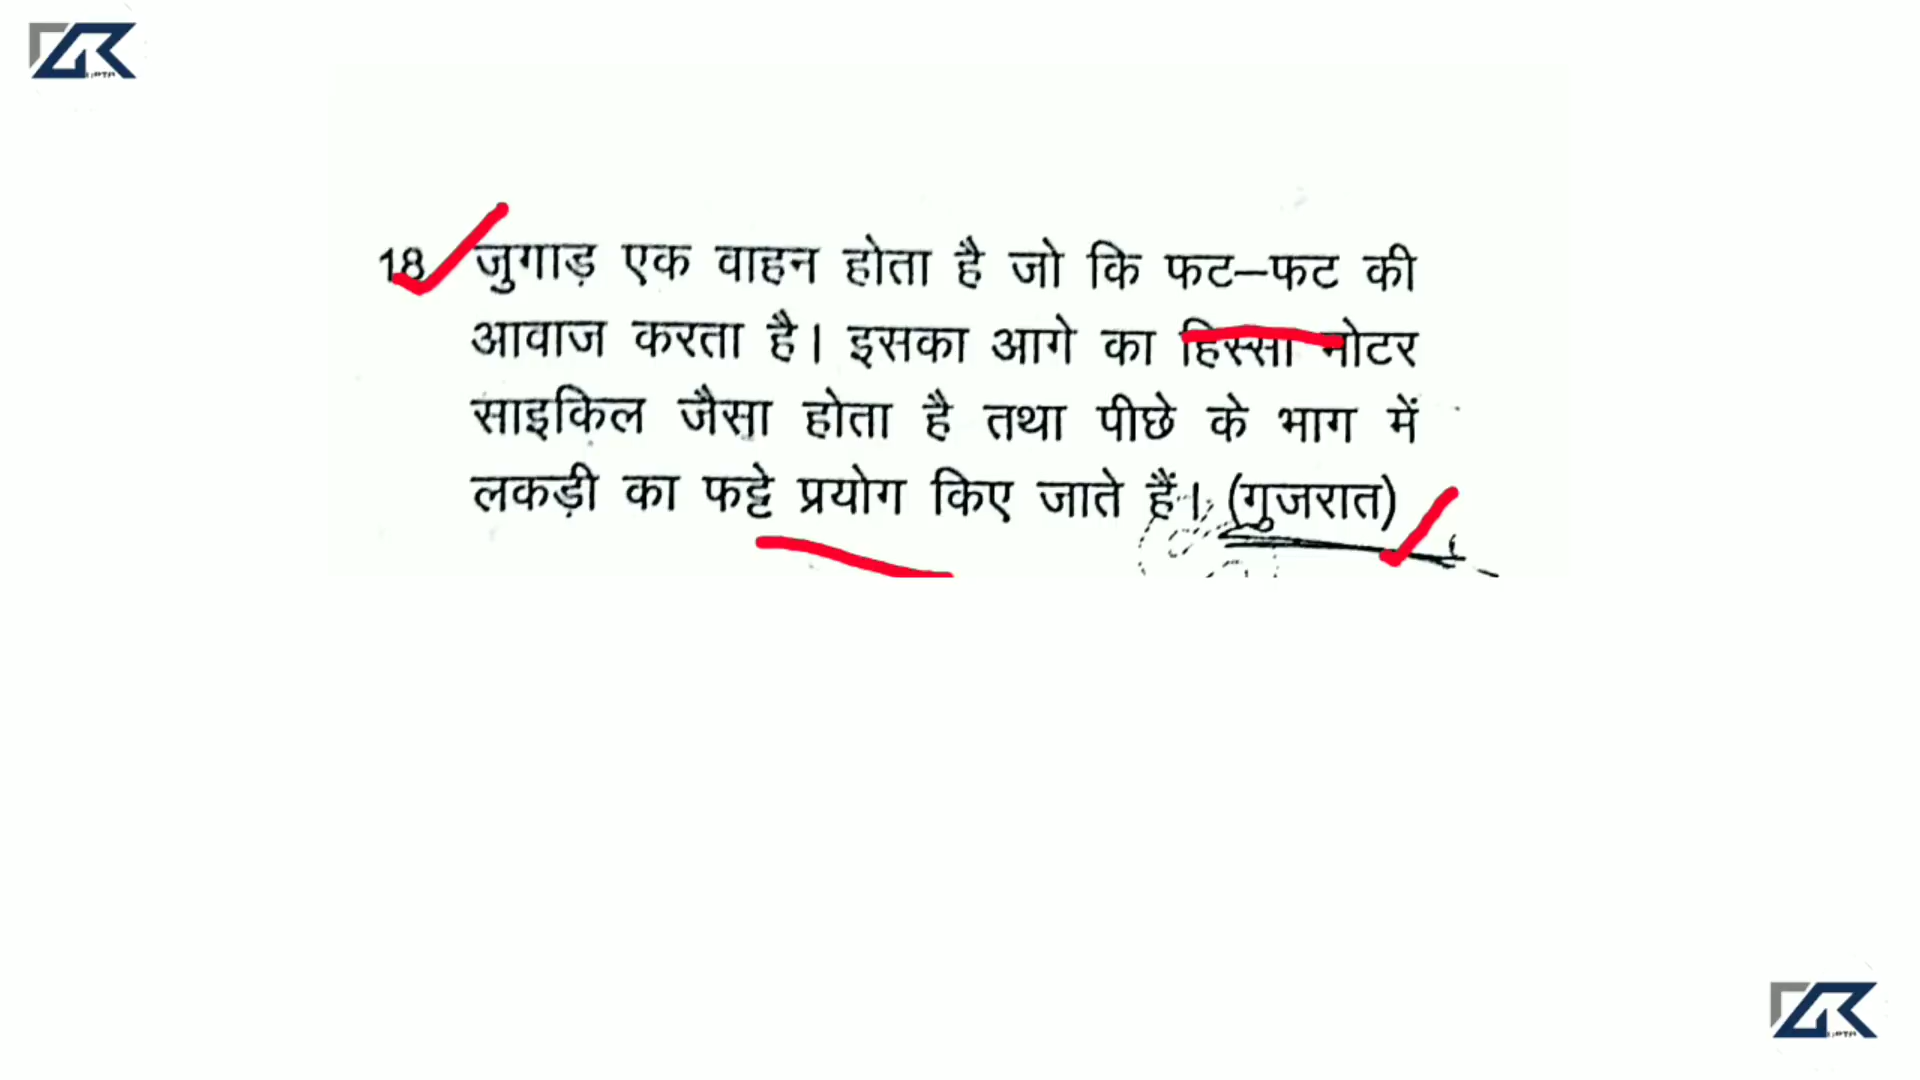 18. जुगाड़ एक वाहन होता है जो कि फट–फट की
आवाज करता है। इसका आगे का हिस्सा मोटर
साइकिल जैसा होता है तथा पीछे के भाग में
लकड़ी का फट्टे प्रयोग किए जाते हैं। (गुजरात)